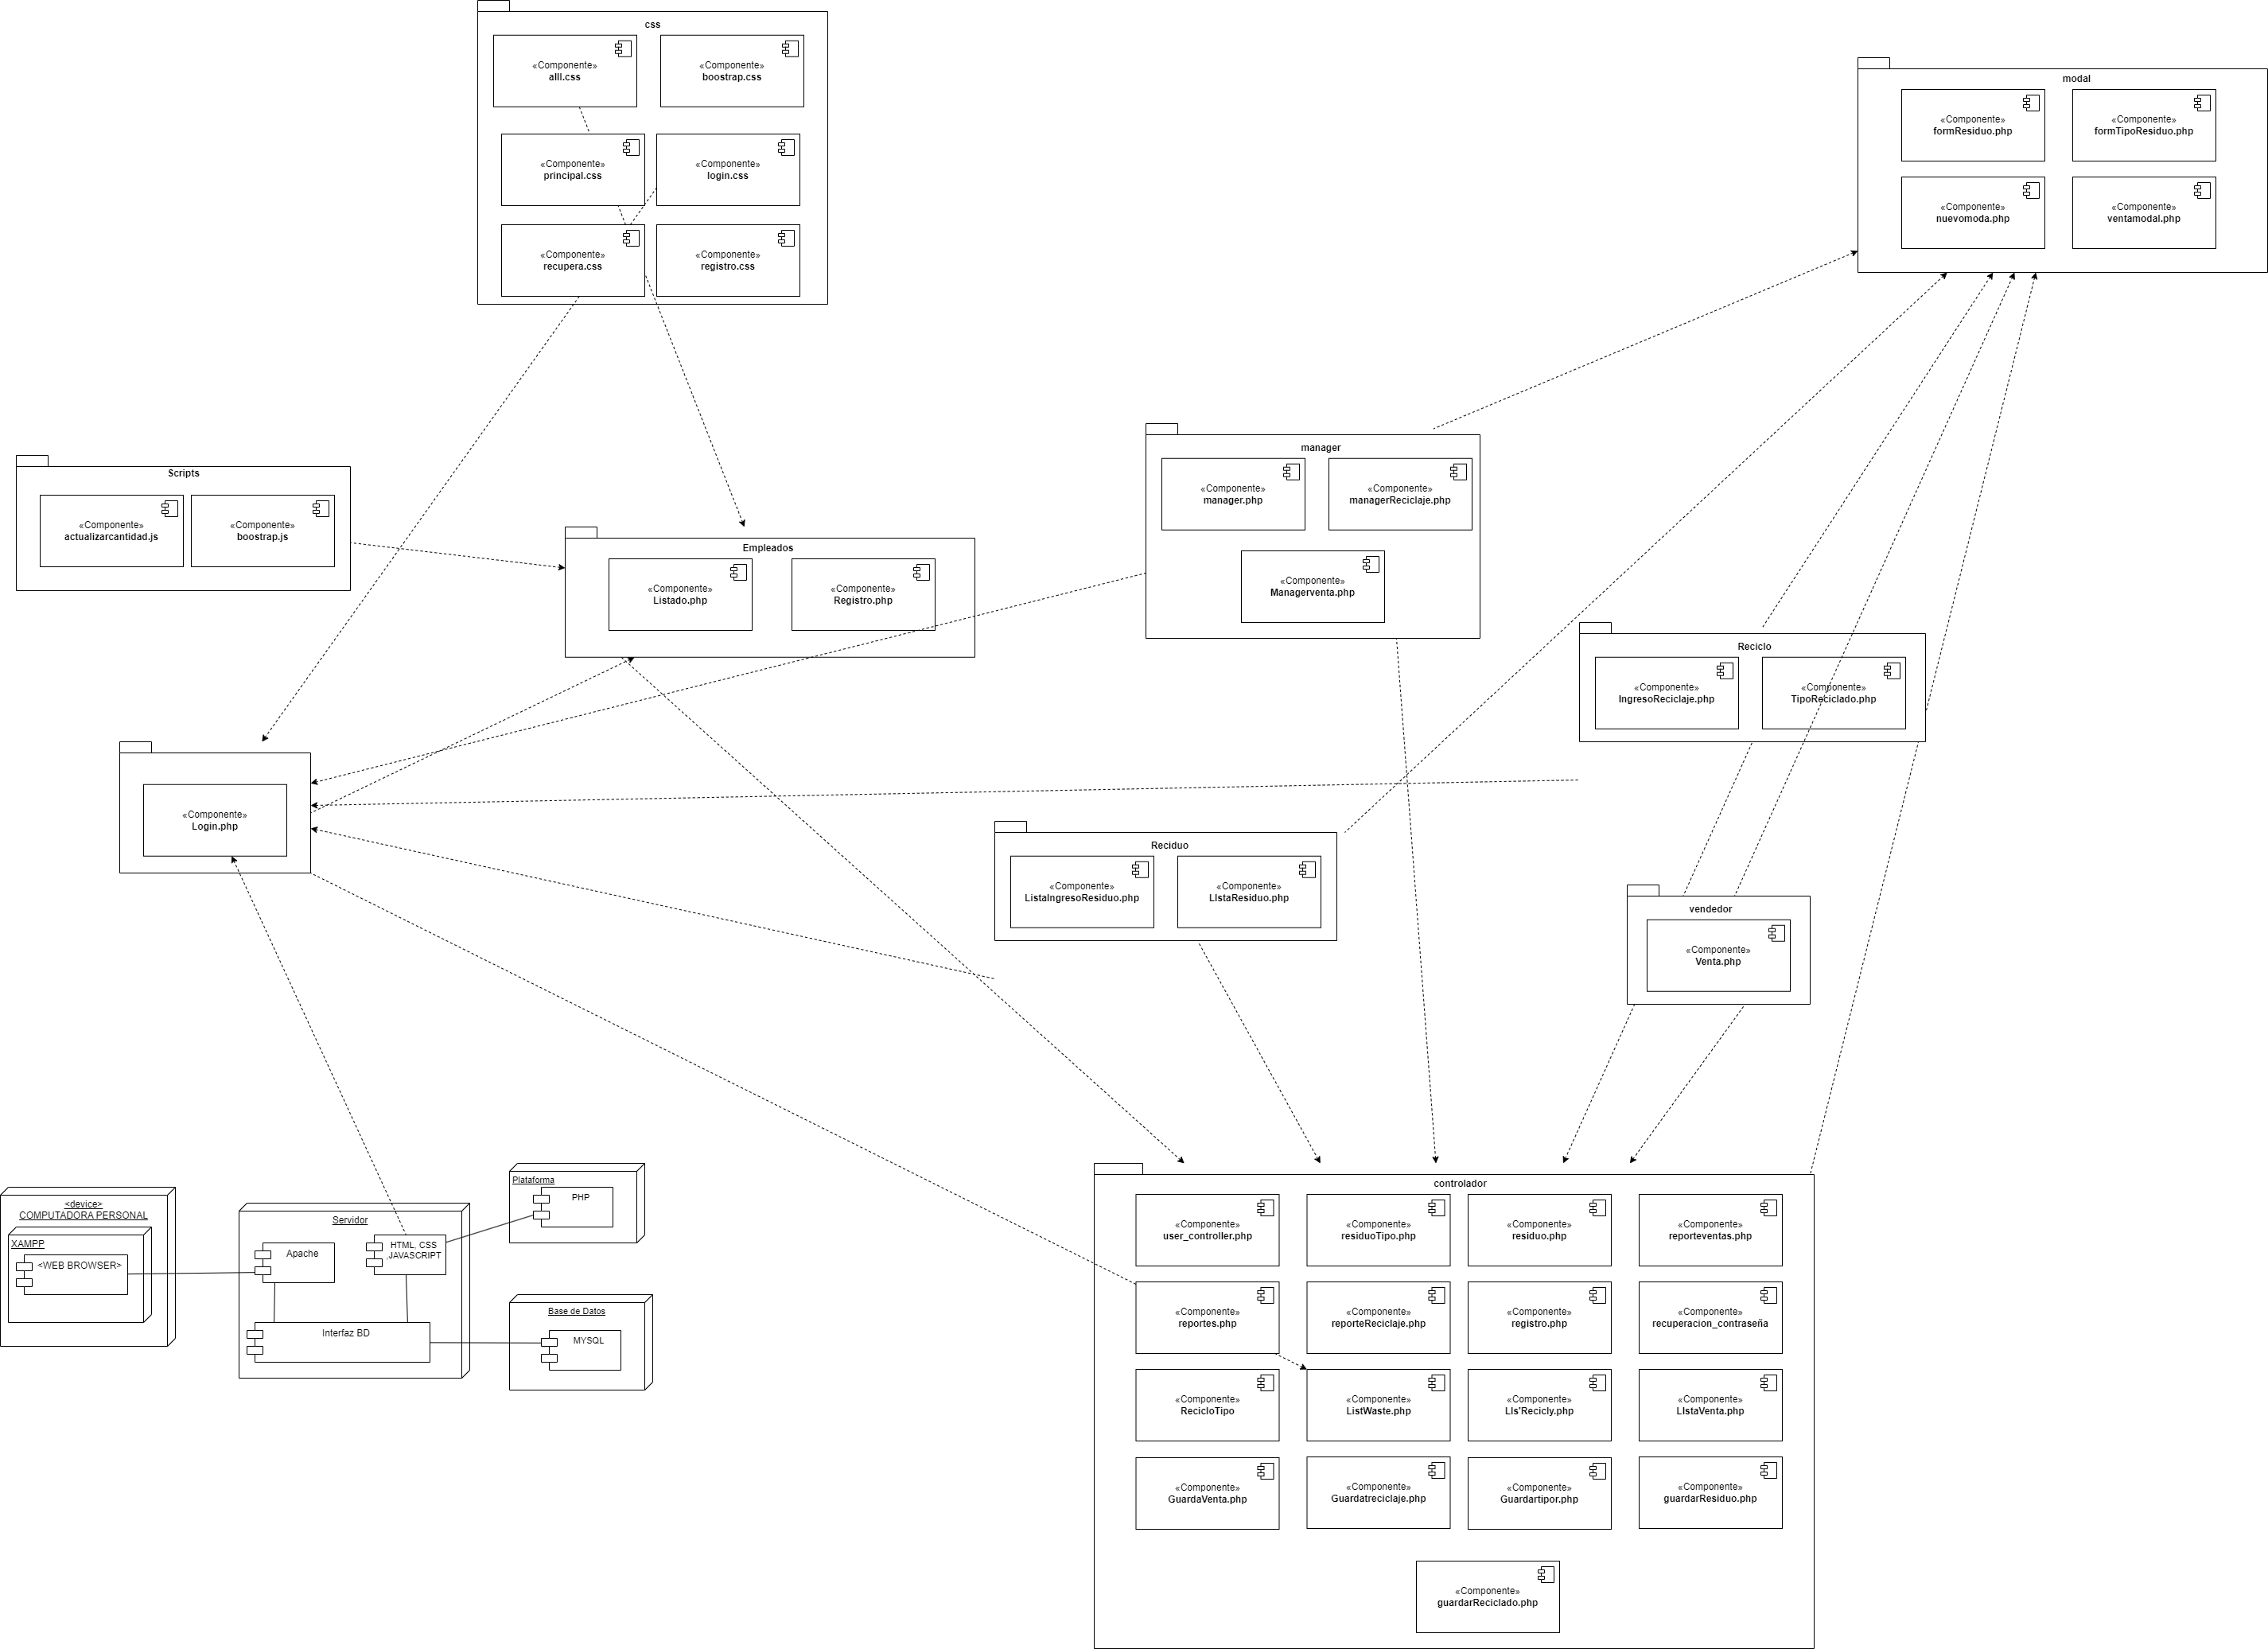 css
«Componente»
alll.css
«Componente»
boostrap.css
«Componente»
principal.css
«Componente»
login.css
«Componente»
recupera.css
«Componente»
registro.css
modal
«Componente»
formResiduo.php
«Componente»
formTipoResiduo.php
«Componente»
nuevomoda.php
«Componente»
ventamodal.php
Scripts
«Componente»
actualizarcantidad.js
«Componente»
boostrap.js
Empleados
«Componente»
Listado.php
«Componente»
Registro.php
manager
«Componente»
manager.php
«Componente»
managerReciclaje.php
«Componente»
Managerventa.php
Reciclo
«Componente»
IngresoReciclaje.php
«Componente»
TipoReciclado.php
«Componente»
Login.php
Reciduo
«Componente»
ListaIngresoResiduo.php
«Componente»
LIstaResiduo.php
vendedor
«Componente»
Venta.php
<device>
COMPUTADORA PERSONAL
XAMPP
<WEB BROWSER>
Servidor
Apache
HTML, CSS
,JAVASCRIPT
Interfaz BD
Plataforma
PHP
Base de Datos
MYSQL
controlador
«Componente»
user_controller.php
«Componente»
residuoTipo.php
«Componente»
residuo.php
«Componente»
reporteventas.php
«Componente»
reportes.php
«Componente»
reporteReciclaje.php
«Componente»
registro.php
«Componente»
recuperacion_contraseña
«Componente»
RecicloTipo
«Componente»
ListWaste.php
«Componente»
LIs'Recicly.php
«Componente»
LIstaVenta.php
«Componente»
GuardaVenta.php
«Componente»
Guardatreciclaje.php
«Componente»
Guardartipor.php
«Componente»
guardarResiduo.php
«Componente»
guardarReciclado.php